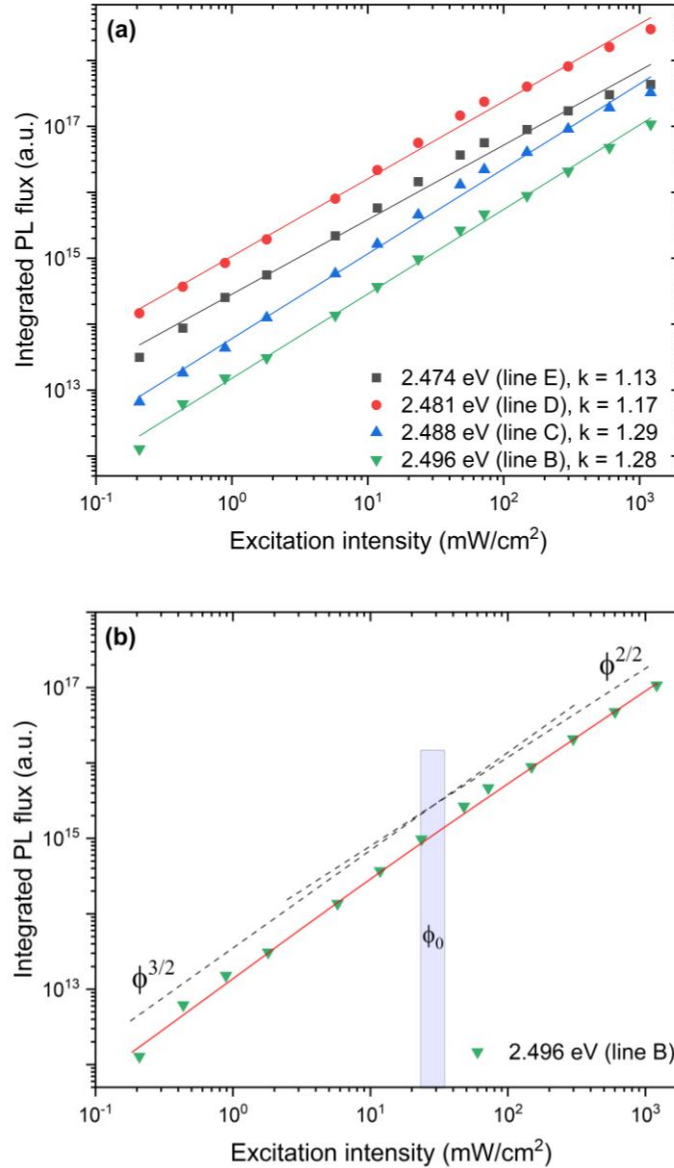 (a)
Integrated PL flux (a.u.)
10^17
10^15
10^13
2.474 eV (line E), k = 1.13
2.481 eV (line D), k = 1.17
2.488 eV (line C), k = 1.29
2.496 eV (line B), k = 1.28
10^-1 10^0 10^1 10^2 10^3
Excitation intensity (mW/cm^2)
(b)
ϕ^2/2
Integrated PL flux (a.u.)
10^17
10^15
10^13
ϕ^3/2
ϕ_0
2.496 eV (line B)
10^-1 10^0 10^1 10^2 10^3
Excitation intensity (mW/cm^2)